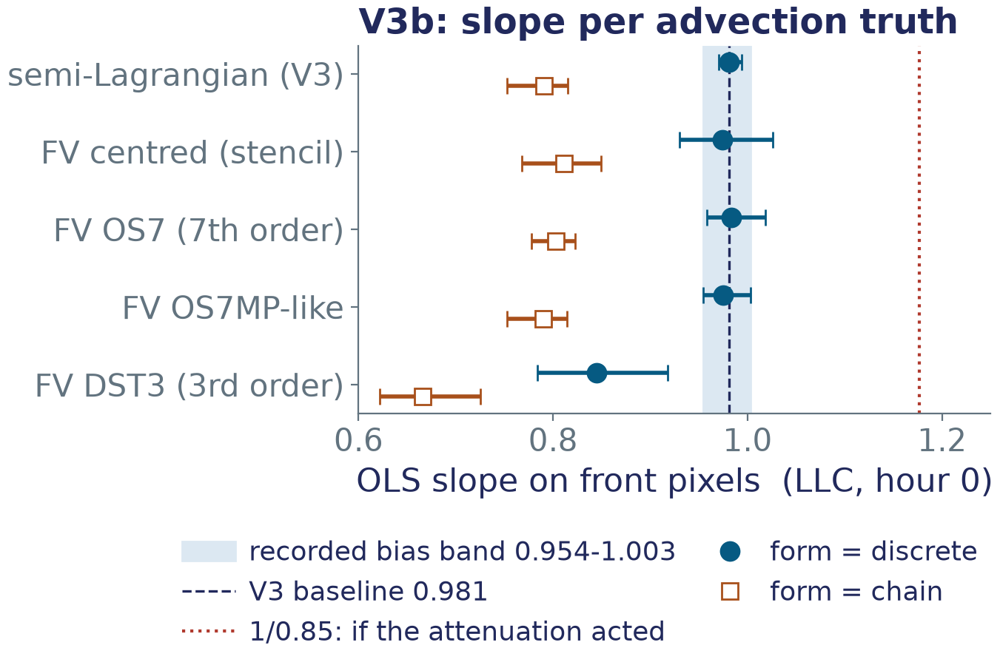 V3b: slope per advection truth
semi-Lagrangian (V3)
FV centred (stencil)
FV OS7 (7th order)
FV OS7MP-like
FV DST3 (3rd order)
0.6 0.8 1.0 1.2
OLS slope on front pixels (LLC, hour 0)
recorded bias band 0.954-1.003
V3 baseline 0.981
1/0.85: if the attenuation acted
form = discrete
form = chain